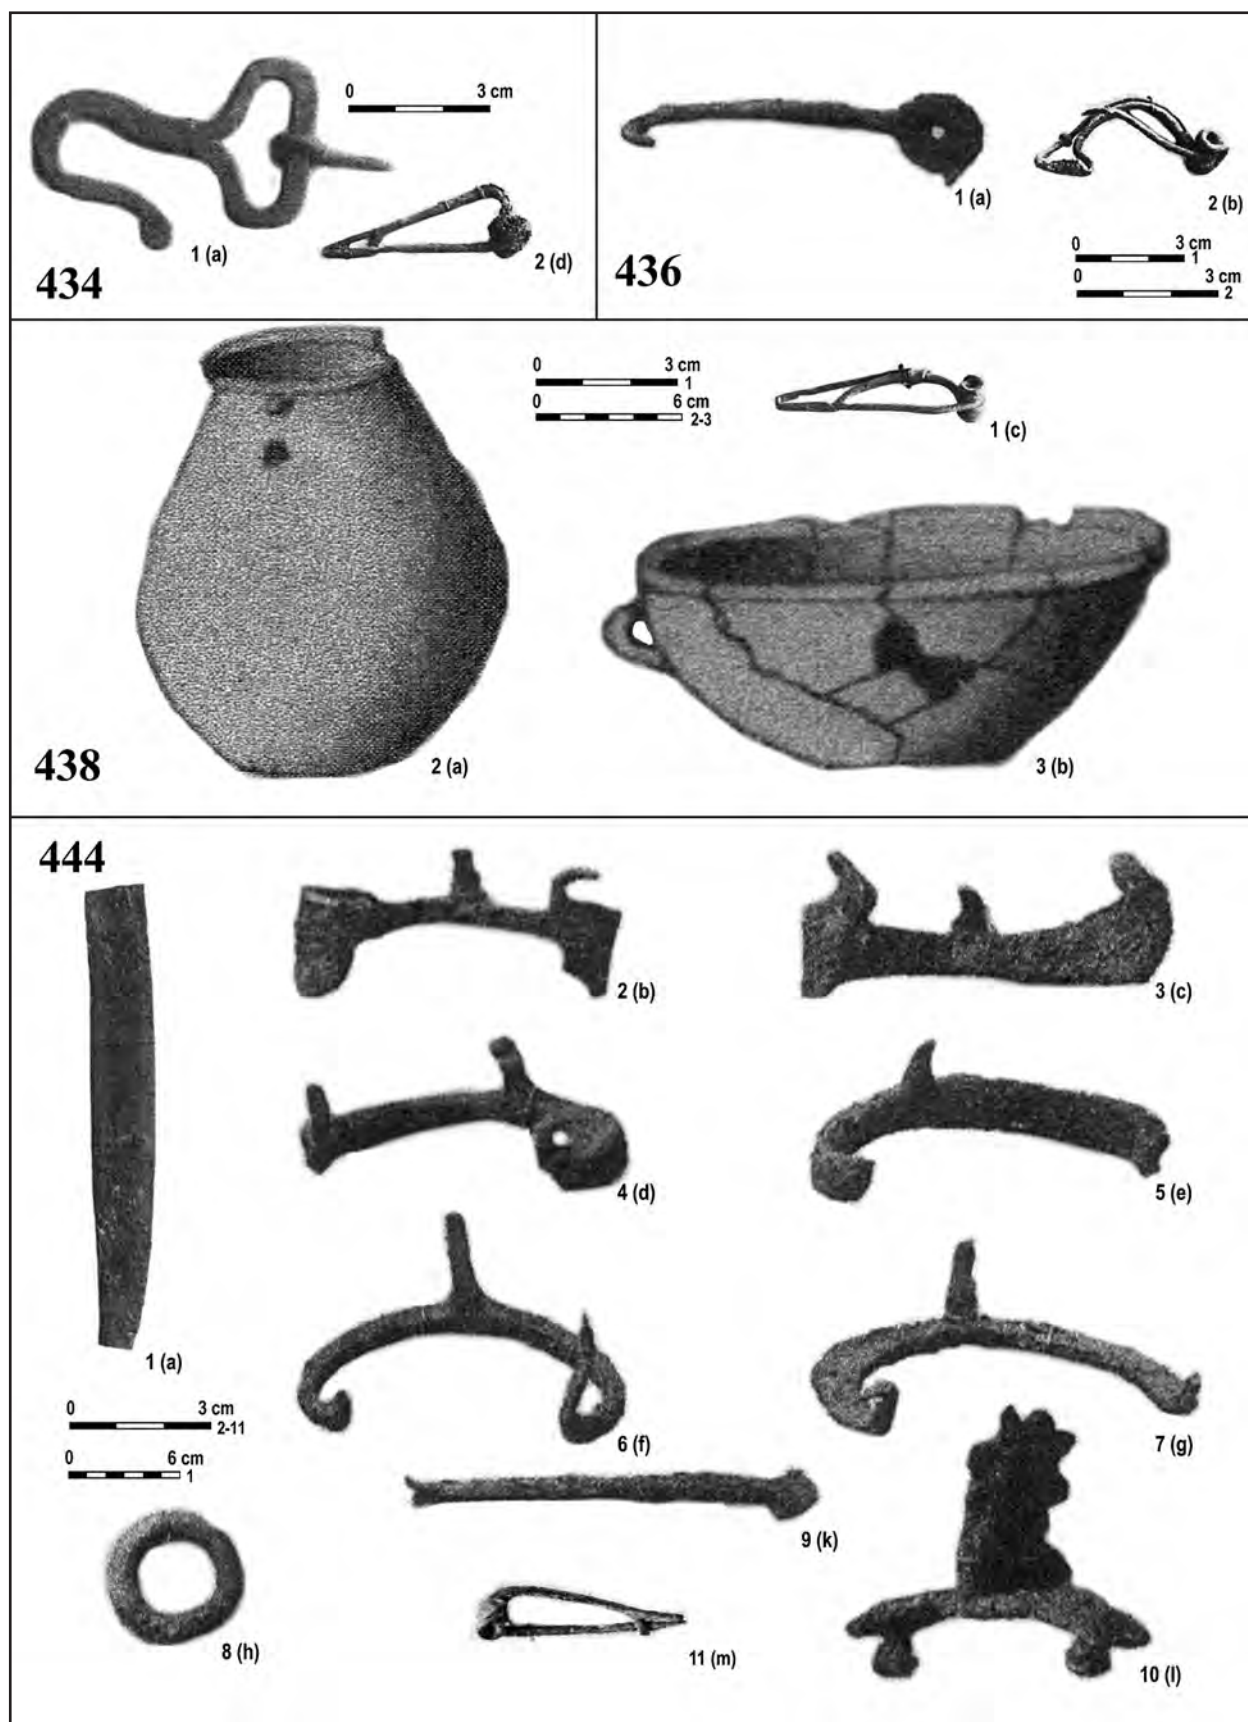 0 3 cm
1 (a)
2 (d)
434
1 (a)
2 (b)
0 3 cm
1
0 3 cm
2
436
0 3 cm
1
0 6 cm
2-3
1 (c)
2 (a)
3 (b)
438
444
2 (b)
3 (c)
4 (d)
5 (e)
1 (a)
0 3 cm
2-11
0 6 cm
1
6 (f)
7 (g)
9 (k)
8 (h)
11 (m)
10 (l)